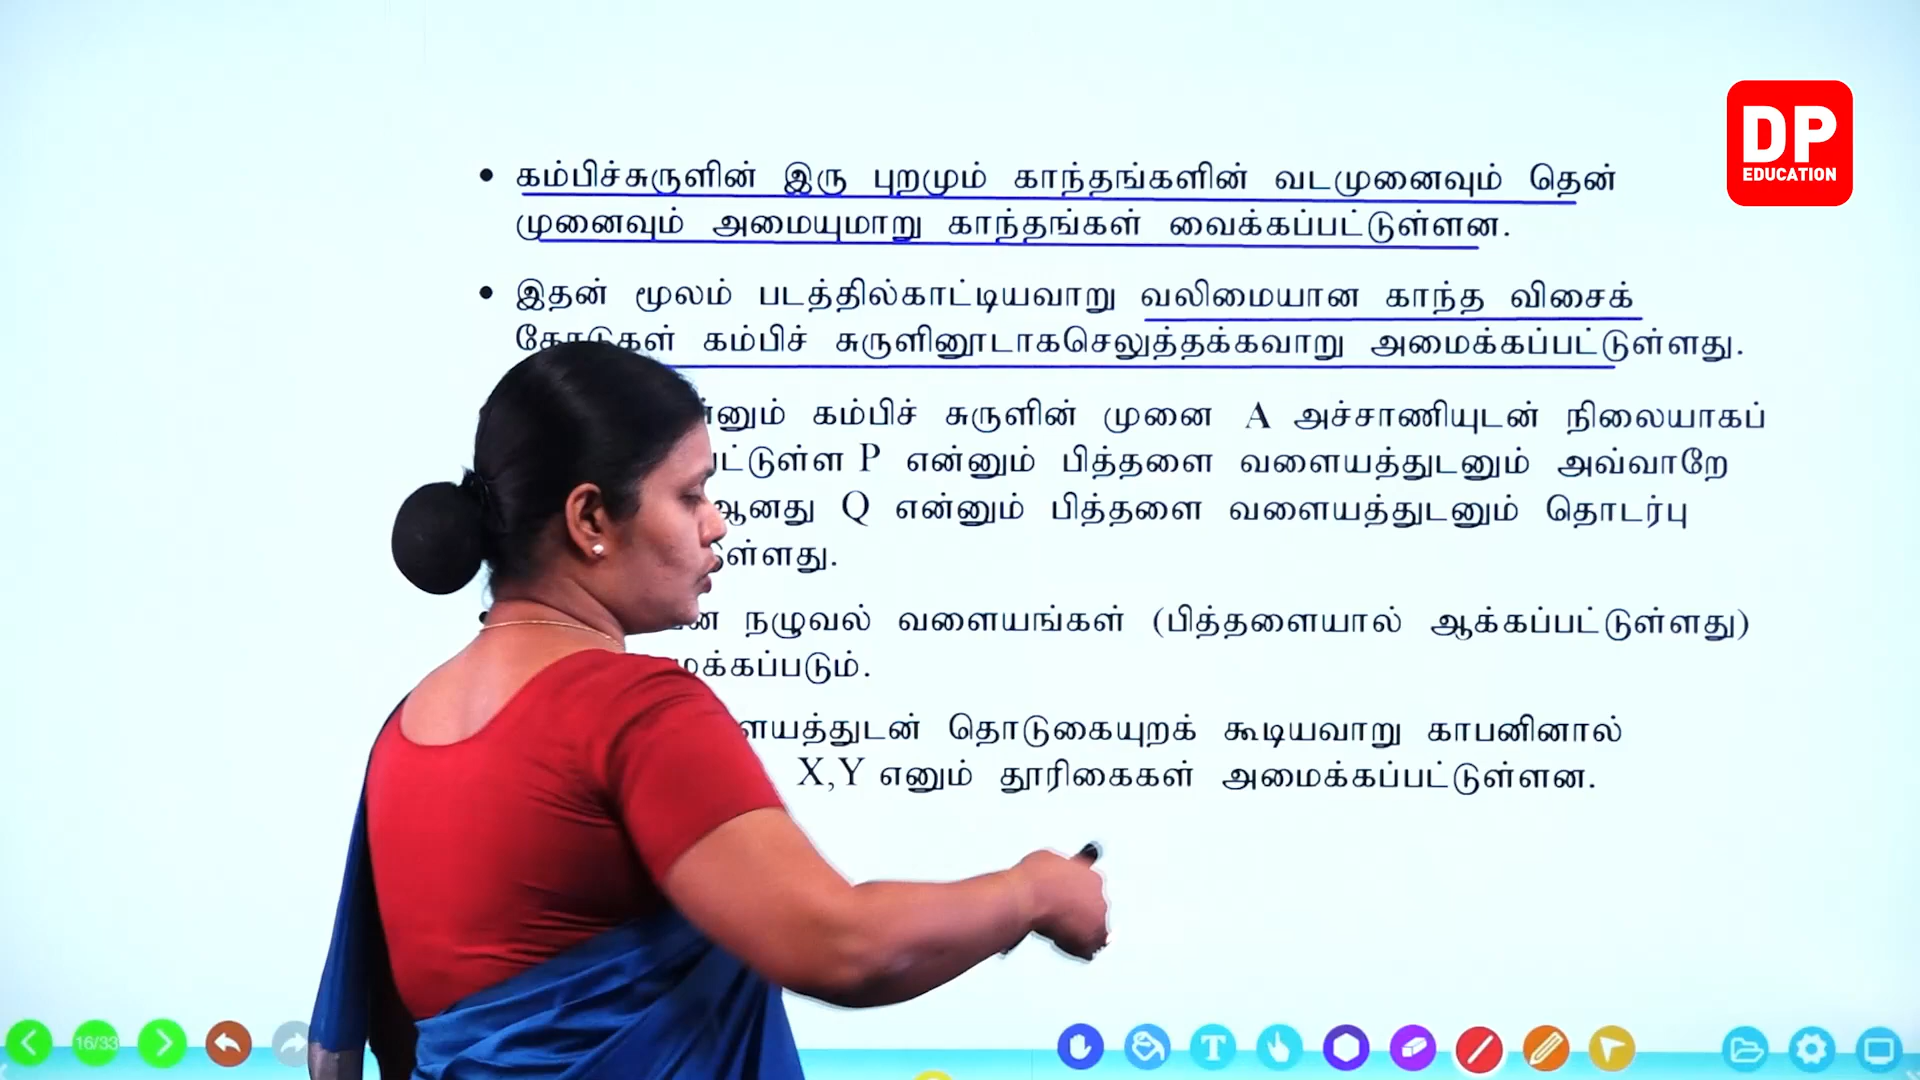 DP
EDUCATION
• கம்பிச்சுருளின் இரு புறமும் காந்தங்களின் வடமுனைவும் தென்
முனைவும் அமையுமாறு காந்தங்கள் வைக்கப்பட்டுள்ளன.
• இதன் மூலம் படத்தில்காட்டியவாறு வலிமையான காந்த விசைக்
கோடுகள் கம்பிச் சுருளினூடாகசெலுத்தக்கவாறு அமைக்கப்பட்டுள்ளது.
கம்பிச் சுருளின் முனை A அச்சாணியுடன் நிலையாகப்
P என்னும் பித்தளை வளையத்துடனும் அவ்வாறே
ஆனது Q என்னும் பித்தளை வளையத்துடனும் தொடர்பு
நழுவல் வளையங்கள் (பித்தளையால் ஆக்கப்பட்டுள்ளது)
தொடுகையுறக் கூடியவாறு காபனினால்
X,Y எனும் தூரிகைகள் அமைக்கப்பட்டுள்ளன.
16/33